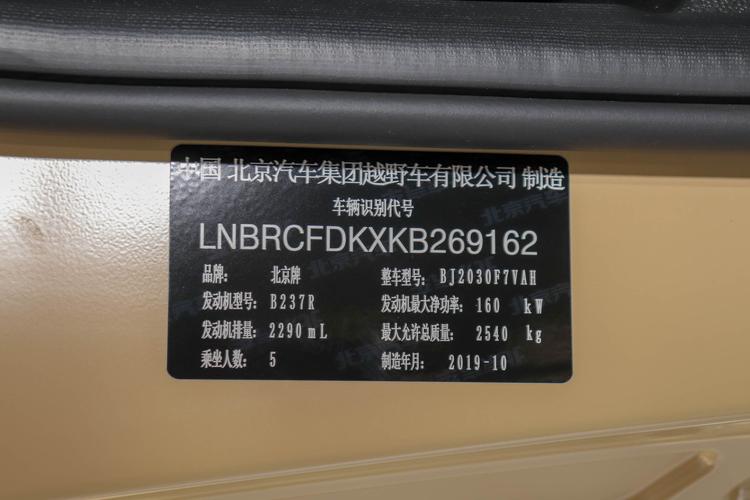 中国 北京汽车集团越野车有限公司 制造
车辆识别代号
LNBRCFDKXKB269162
品牌： 北京牌 整车型号： BJ2030F7VAH
发动机型号： B237R 发动机最大净功率： 160 kW
发动机排量： 2290 mL 最大允许总质量： 2540 kg
乘坐人数： 5 制造年月： 2019-10